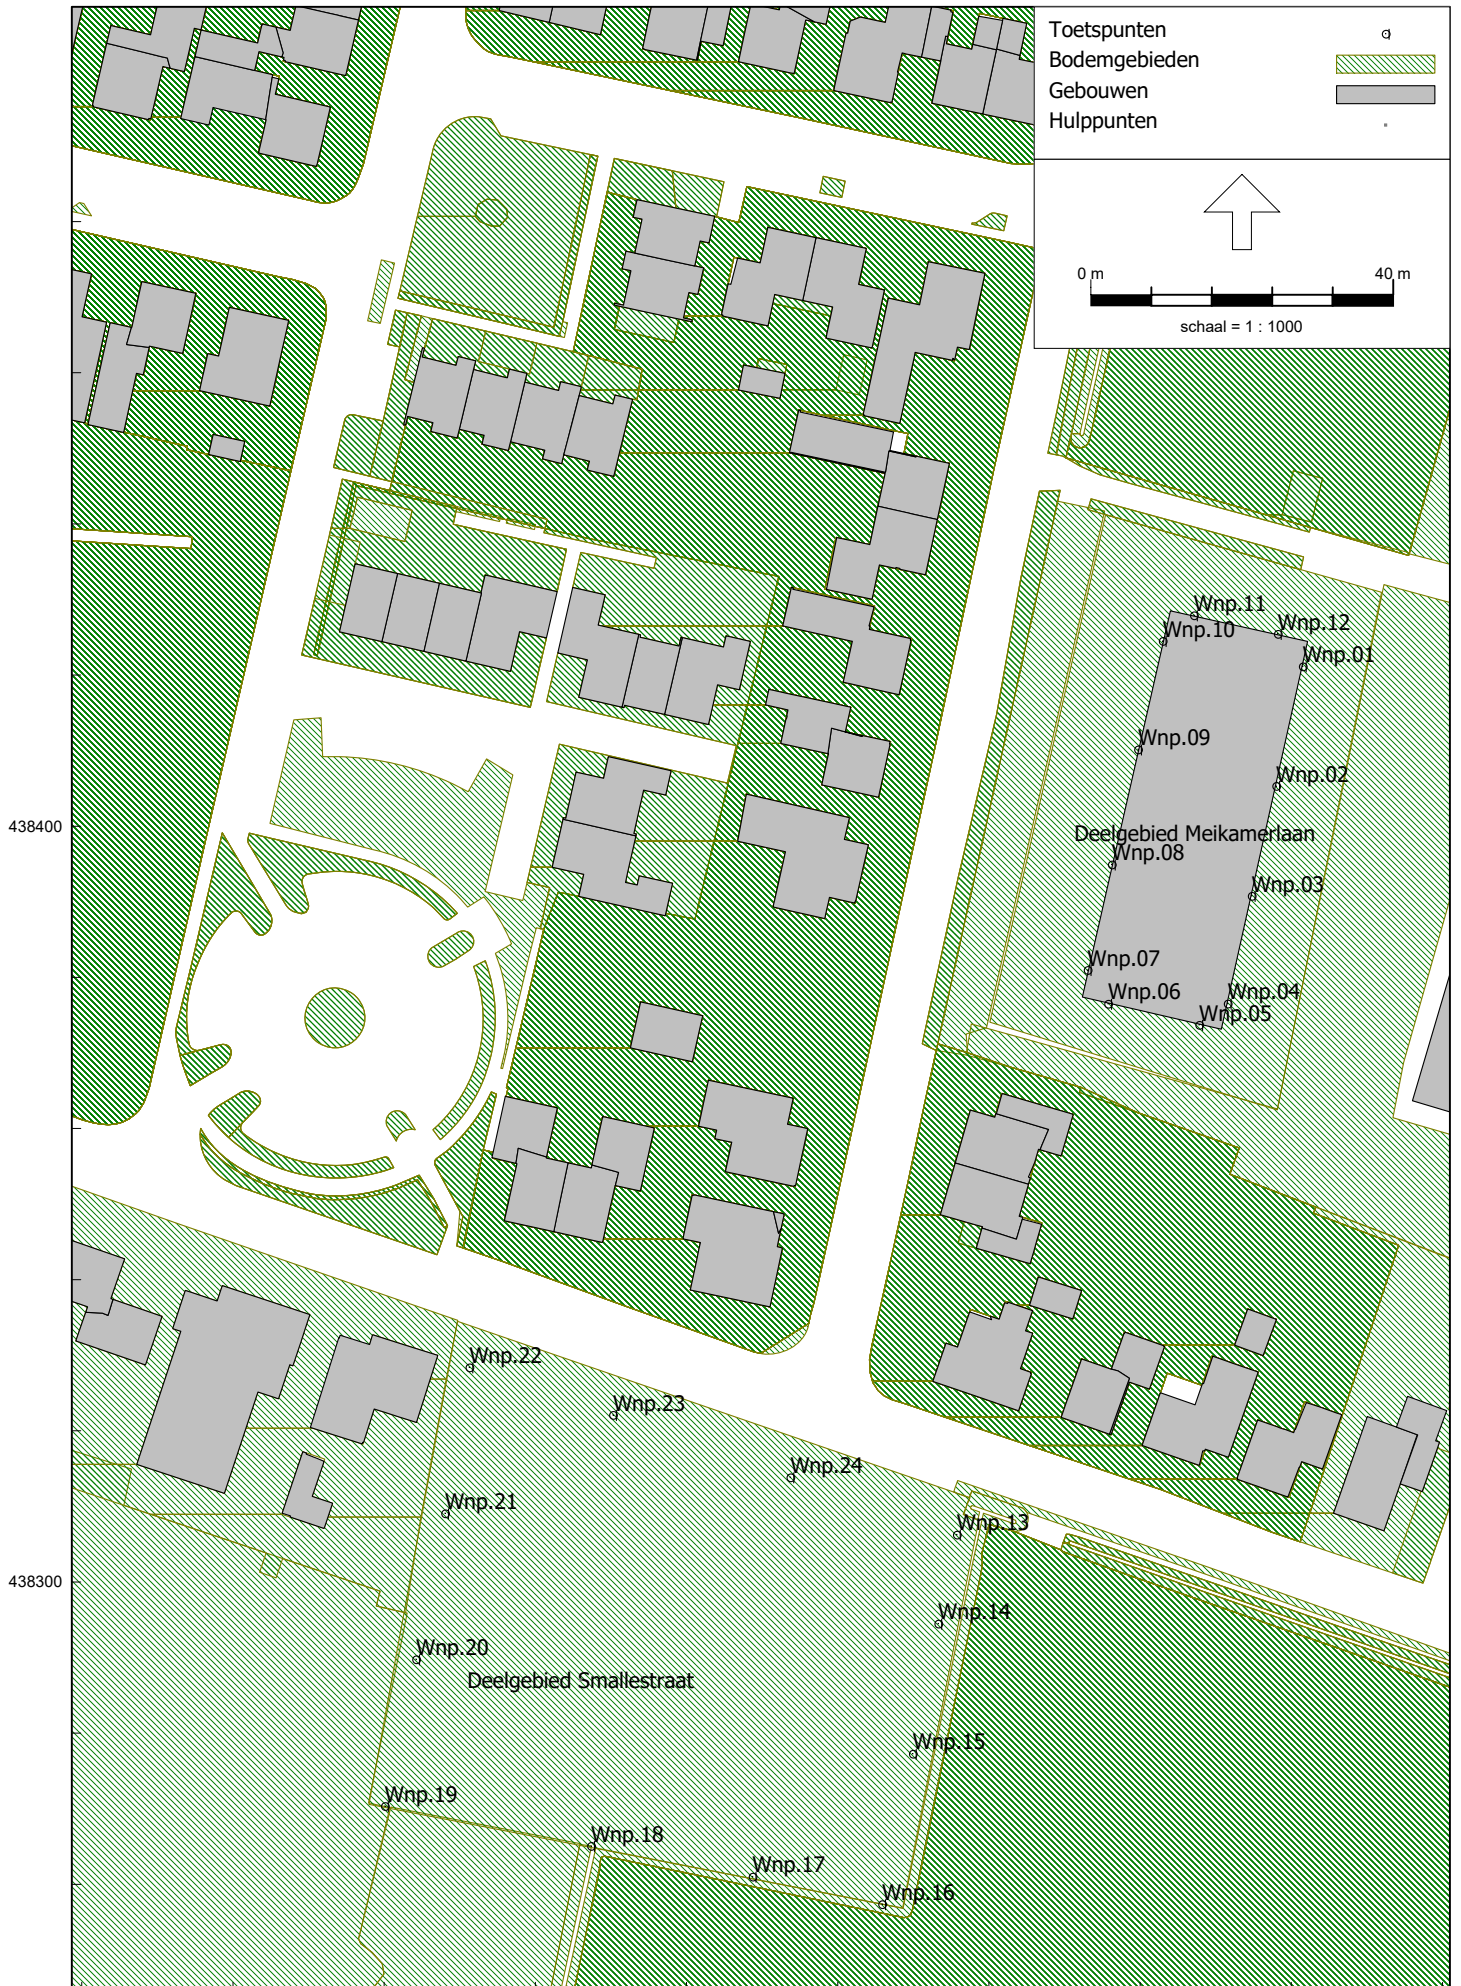 Toetspunten
Bodemgebieden
Gebouwen
Hulppunten
0 m 40 m
schaal = 1 : 1000
Wnp.11
Wnp.12
Wnp.10
Wnp.01
Wnp.09
Wnp.02
438400
Deelgebied Meikamerlaan
Wnp.08
Wnp.03
Wnp.07
Wnp.06
Wnp.04
Wnp.05
Wnp.22
Wnp.23
Wnp.24
Wnp.21
Wnp.13
438300
Wnp.14
Wnp.20
Deelgebied Smallestraat
Wnp.15
Wnp.19
Wnp.18
Wnp.17
Wnp.16